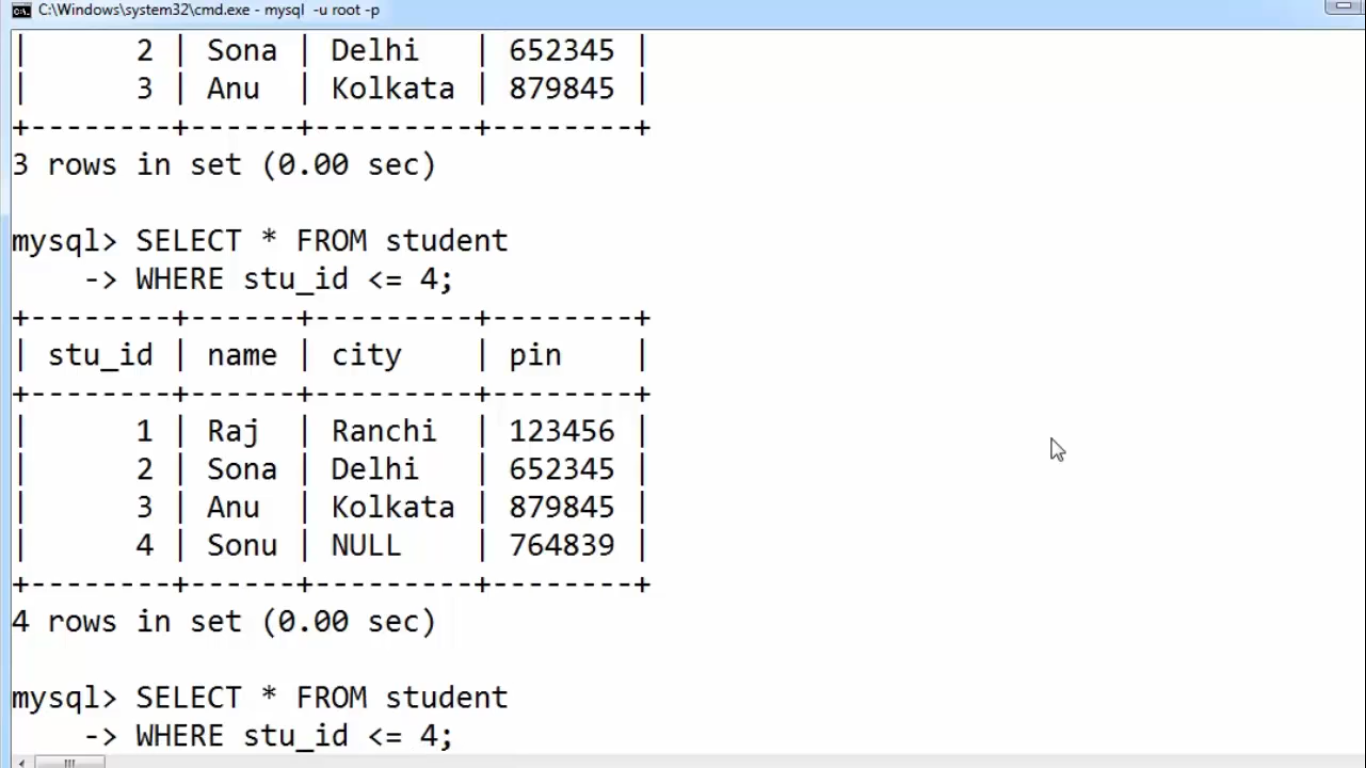 C:\Windows\system32\cmd.exe - mysql -u root -p
|      2 | Sona | Delhi   | 652345 |
|      3 | Anu  | Kolkata | 879845 |
+--------+------+---------+--------+
3 rows in set (0.00 sec)
mysql> SELECT * FROM student
    -> WHERE stu_id <= 4;
+--------+------+---------+--------+
| stu_id | name | city    | pin    |
+--------+------+---------+--------+
|      1 | Raj  | Ranchi  | 123456 |
|      2 | Sona | Delhi   | 652345 |
|      3 | Anu  | Kolkata | 879845 |
|      4 | Sonu | NULL    | 764839 |
+--------+------+---------+--------+
4 rows in set (0.00 sec)
mysql> SELECT * FROM student
    -> WHERE stu_id <= 4;